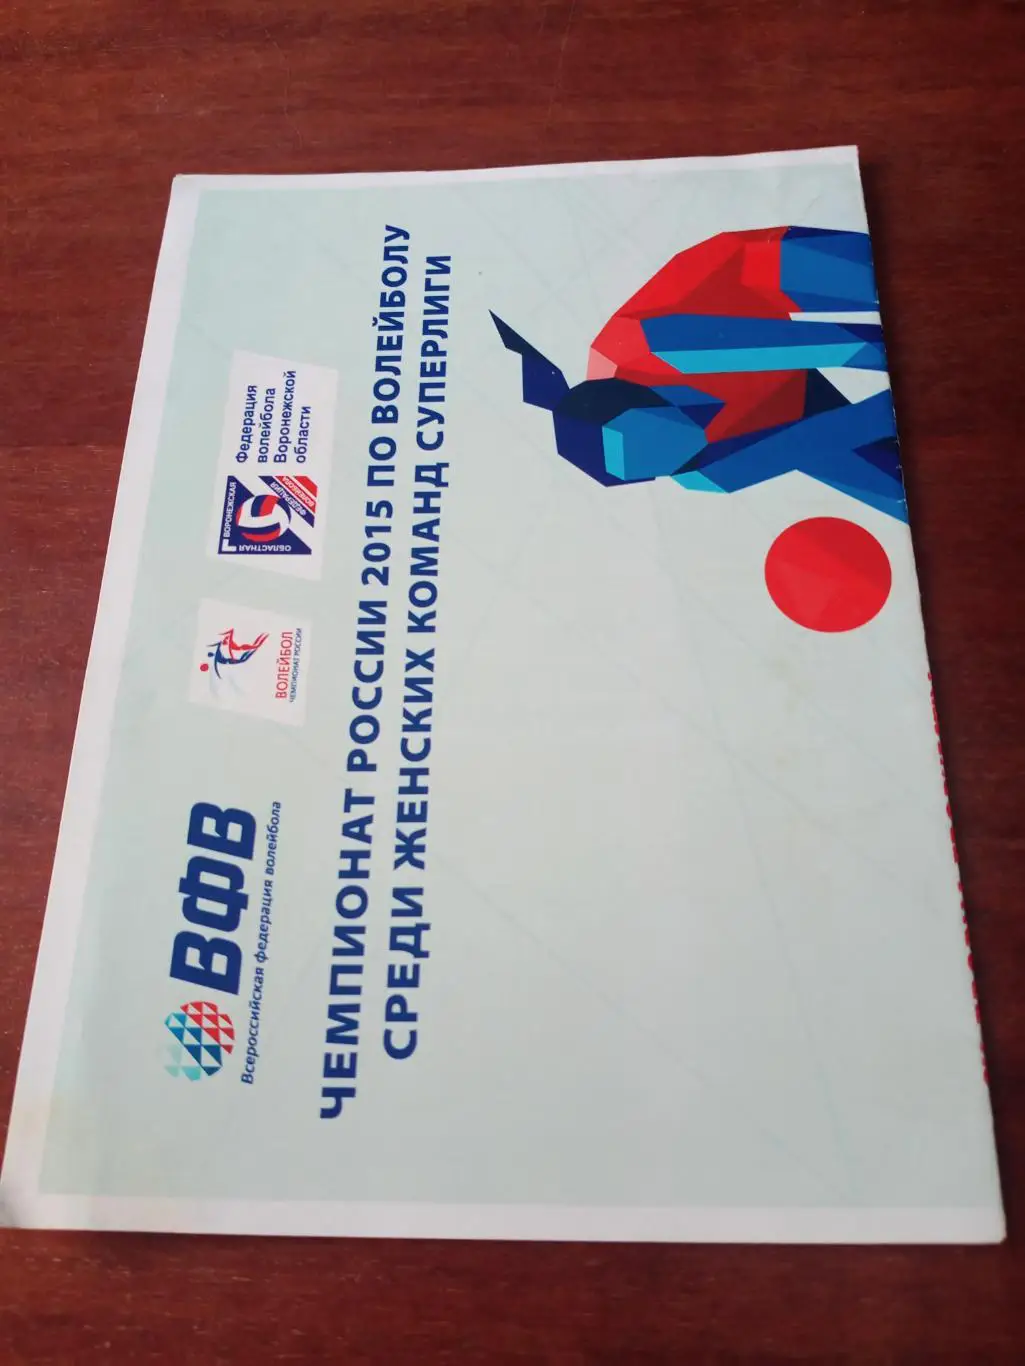 ВФВ
Всероссийская федерация волейбола
ВОЛЕЙБОЛ
ЧЕМПИОНАТ РОССИИ
ВОРОНЕЖСКАЯ
ОБЛАСТНАЯ
ФЕДЕРАЦИЯ
ВОЛЕЙБОЛА
Федерация
волейбола
Воронежской
области
ЧЕМПИОНАТ РОССИИ 2015 ПО ВОЛЕЙБОЛУ
СРЕДИ ЖЕНСКИХ КОМАНД СУПЕРЛИГИ